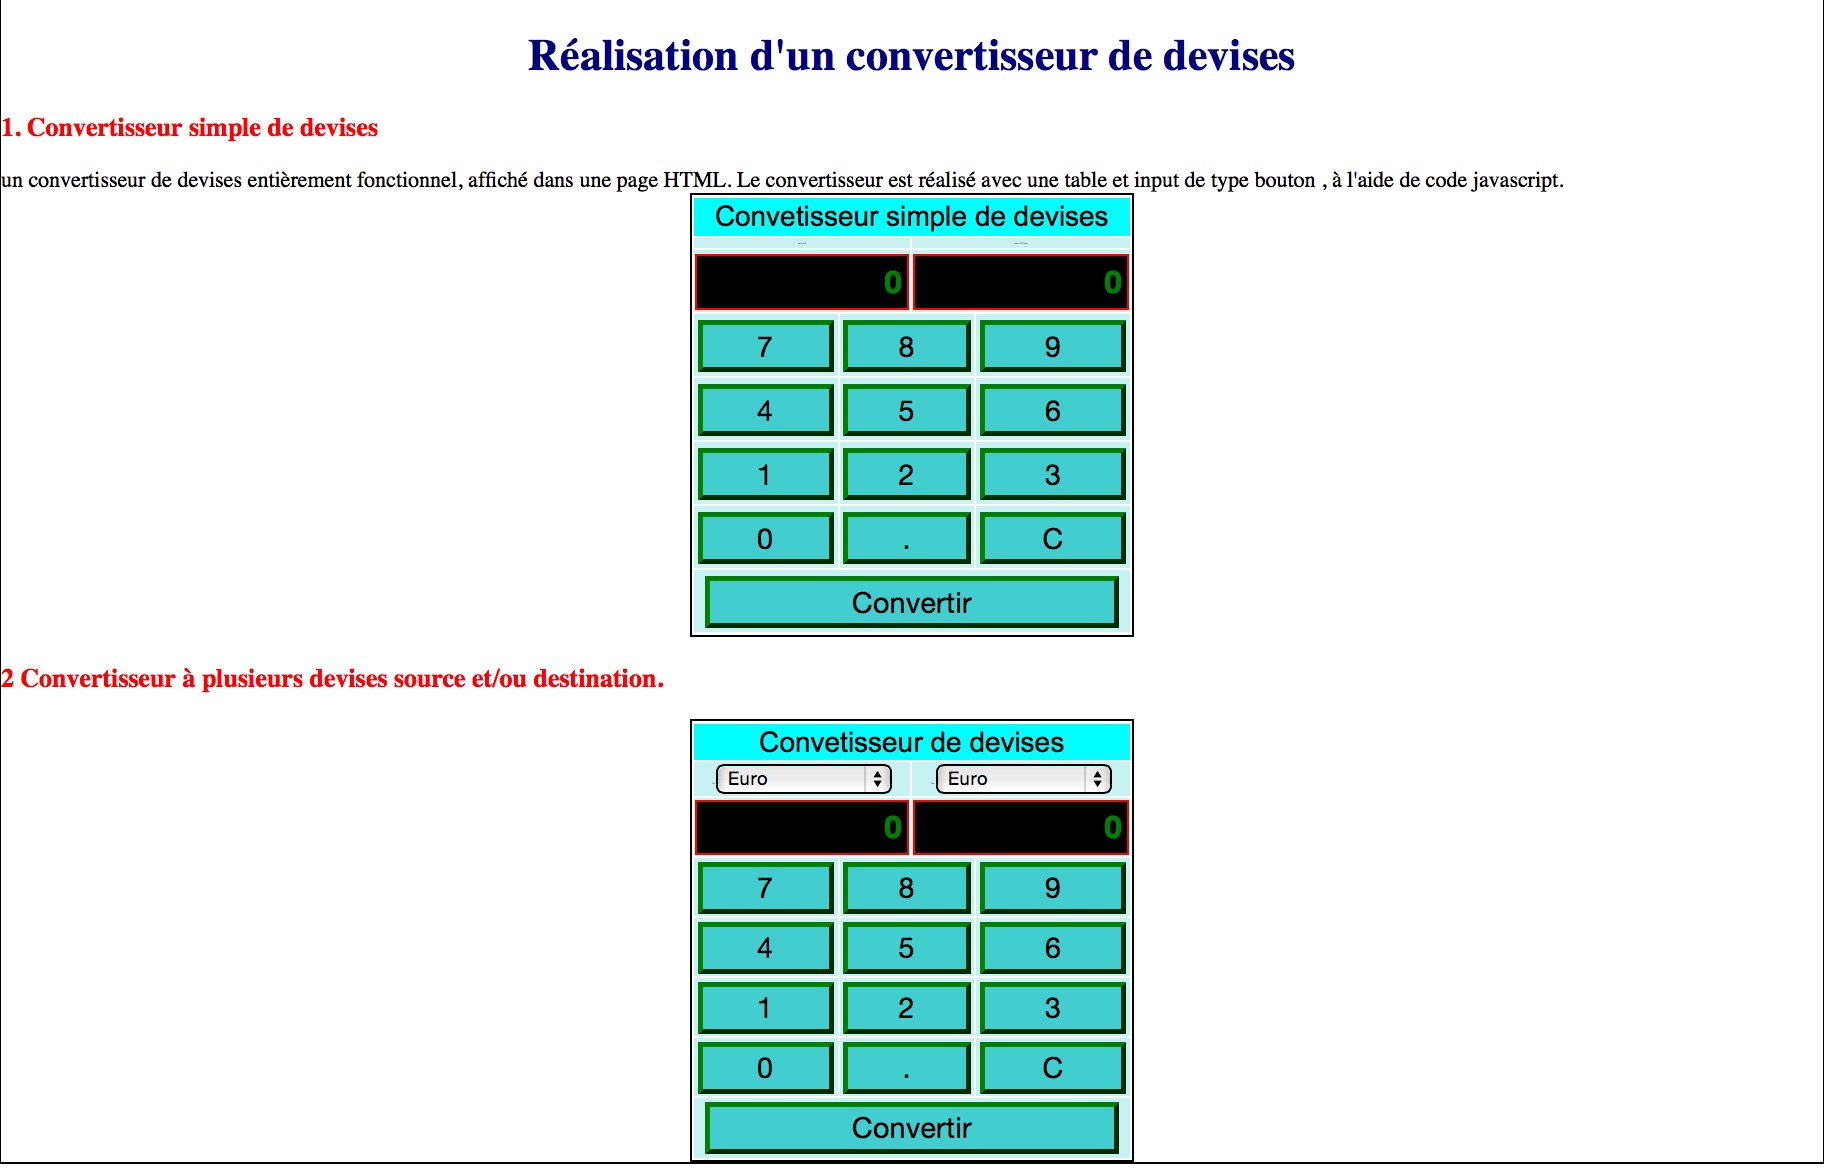 Réalisation d'un convertisseur de devises
1. Convertisseur simple de devises
un convertisseur de devises entièrement fonctionnel, affiché dans une page HTML. Le convertisseur est réalisé avec une table et input de type bouton , à l'aide de code javascript.
Convetisseur simple de devises
0 0
7 8 9
4 5 6
1 2 3
0 . C
Convertir
2 Convertisseur à plusieurs devises source et/ou destination.
Convetisseur de devises
Euro Euro
0 0
7 8 9
4 5 6
1 2 3
0 . C
Convertir